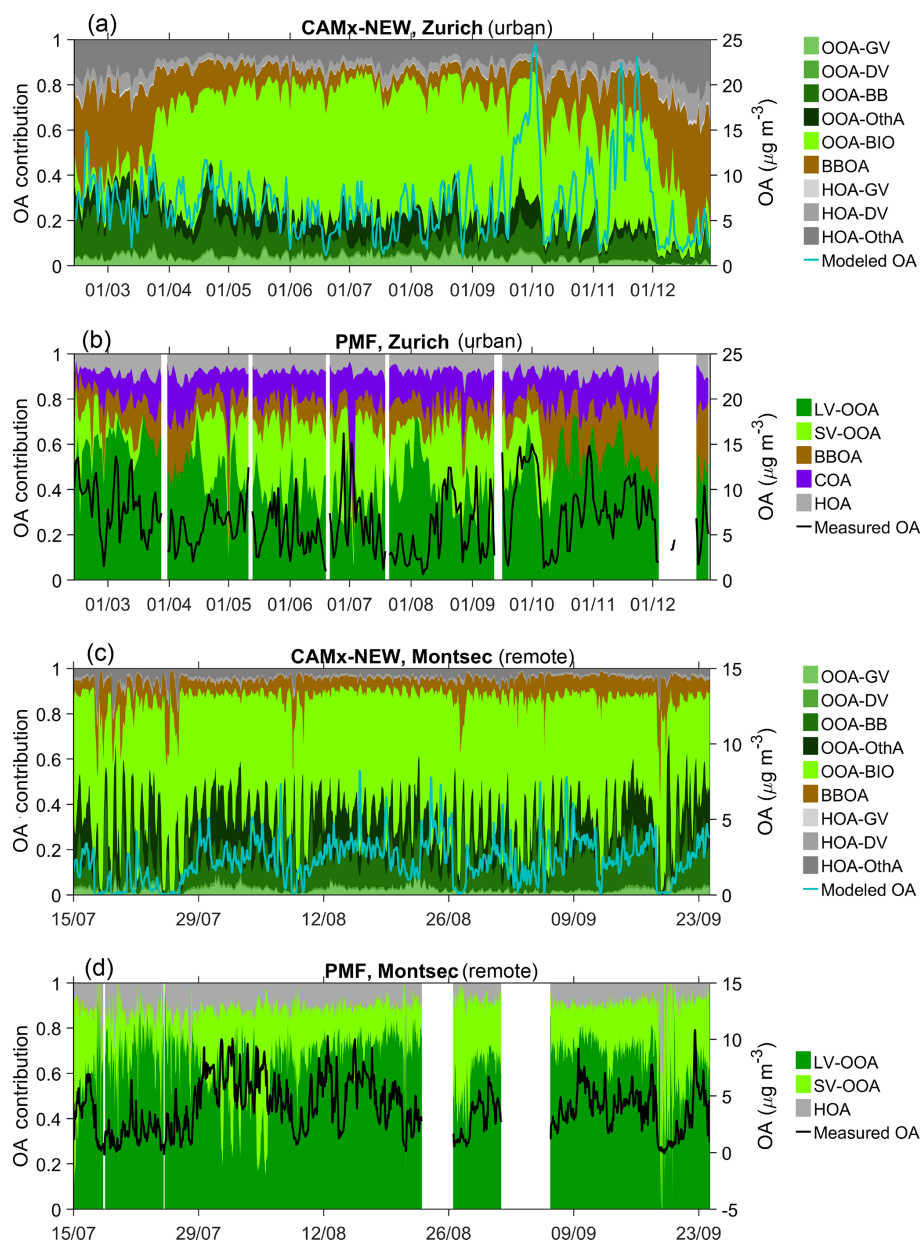 (a) CAMx-NEW, Zurich (urban)
OA contribution
1
0.8
0.6
0.4
0.2
0
25
20
15
10
5
0
OA (μg m-3)
01/03 01/04 01/05 01/06 01/07 01/08 01/09 01/10 01/11 01/12
OOA-GV
OOA-DV
OOA-BB
OOA-OthA
OOA-BIO
BBOA
HOA-GV
HOA-DV
HOA-OthA
Modeled OA
(b) PMF, Zurich (urban)
OA contribution
1
0.8
0.6
0.4
0.2
0
25
20
15
10
5
0
OA (μg m-3)
01/03 01/04 01/05 01/06 01/07 01/08 01/09 01/10 01/11 01/12
LV-OOA
SV-OOA
BBOA
COA
HOA
Measured OA
(c) CAMx-NEW, Montsec (remote)
OA contribution
1
0.8
0.6
0.4
0.2
0
15
10
5
0
OA (μg m-3)
15/07 29/07 12/08 26/08 09/09 23/09
OOA-GV
OOA-DV
OOA-BB
OOA-OthA
OOA-BIO
BBOA
HOA-GV
HOA-DV
HOA-OthA
Modeled OA
(d) PMF, Montsec (remote)
OA contribution
1
0.8
0.6
0.4
0.2
0
15
10
5
0
-5
OA (μg m-3)
15/07 29/07 12/08 26/08 09/09 23/09
LV-OOA
SV-OOA
HOA
Measured OA